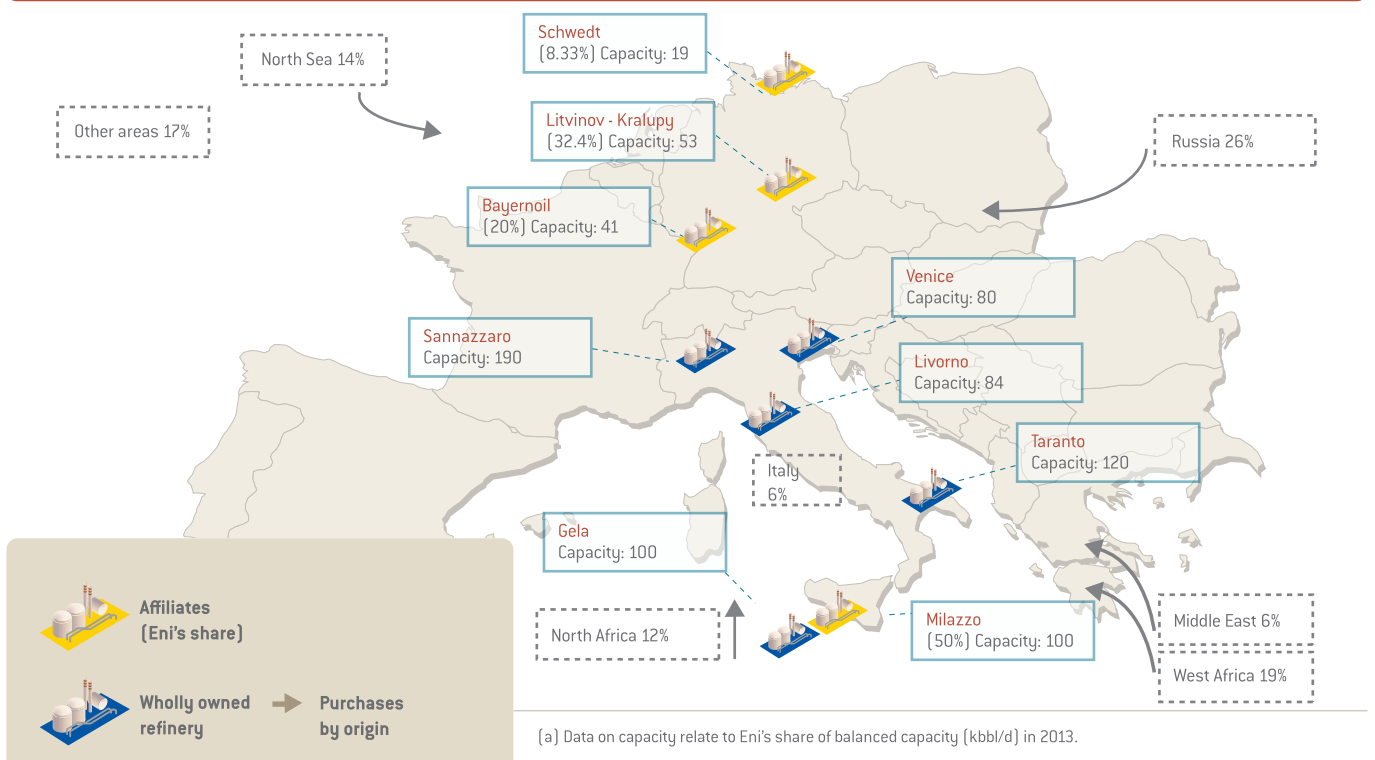 Schwedt
(8.33%) Capacity: 19
North Sea 14%
Other areas 17%
Litvinov - Kralupy
(32.4%) Capacity: 53
Russia 26%
Bayernoil
(20%) Capacity: 41
Venice
Capacity: 80
Sannazzaro
Capacity: 190
Livorno
Capacity: 84
Taranto
Capacity: 120
Italy
6%
Gela
Capacity: 100
North Africa 12%
Milazzo
(50%) Capacity: 100
Middle East 6%
West Africa 19%
Affiliates
(Eni's share)
Wholly owned
refinery
Purchases
by origin
(a) Data on capacity relate to Eni's share of balanced capacity (kbbl/d) in 2013.